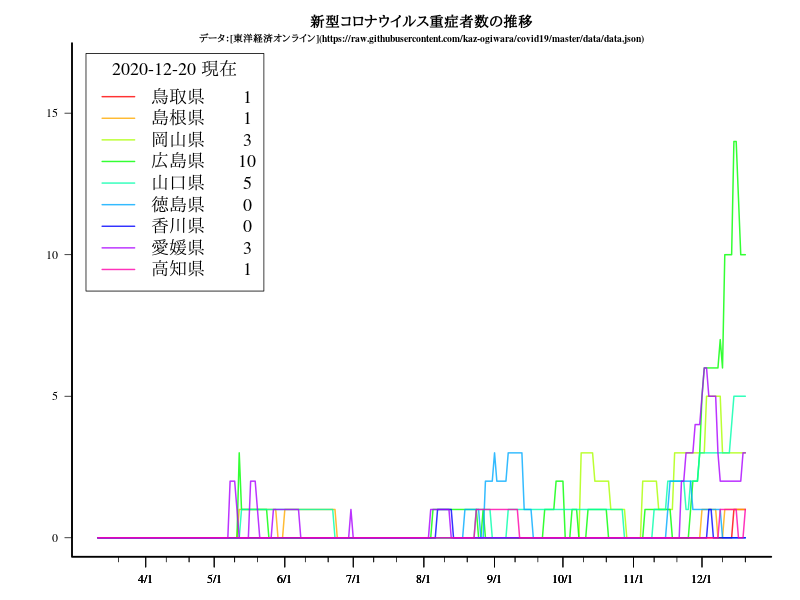 新型コロナウイルス重症者数の推移
データ:[東洋経済オンライン](https://raw.githubusercontent.com/kaz-ogiwara/covid19/master/data/data.json)
2020-12-20 現在
鳥取県 1
島根県 1
岡山県 3
広島県 10
山口県 5
徳島県 0
香川県 0
愛媛県 3
高知県 1
15
10
5
0
4/1 5/1 6/1 7/1 8/1 9/1 10/1 11/1 12/1